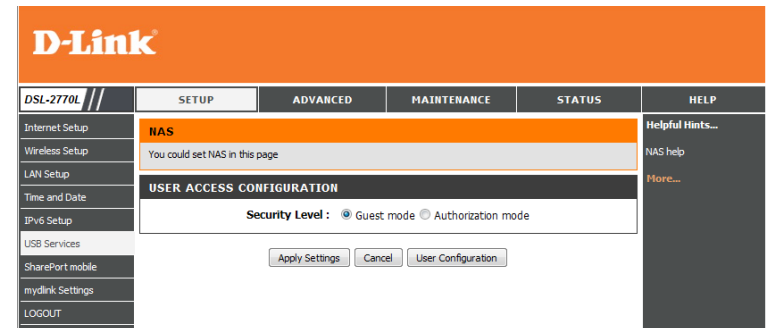 D-Link
DSL-2770L
SETUP
ADVANCED
MAINTENANCE
STATUS
HELP
Internet Setup
Wireless Setup
LAN Setup
Time and Date
IPv6 Setup
USB Services
SharePort mobile
mydlink Settings
LOGOUT
NAS
You could set NAS in this page
USER ACCESS CONFIGURATION
Security Level : Guest mode Authorization mode
Apply Settings Cancel User Configuration
Helpful Hints...
NAS help
More...